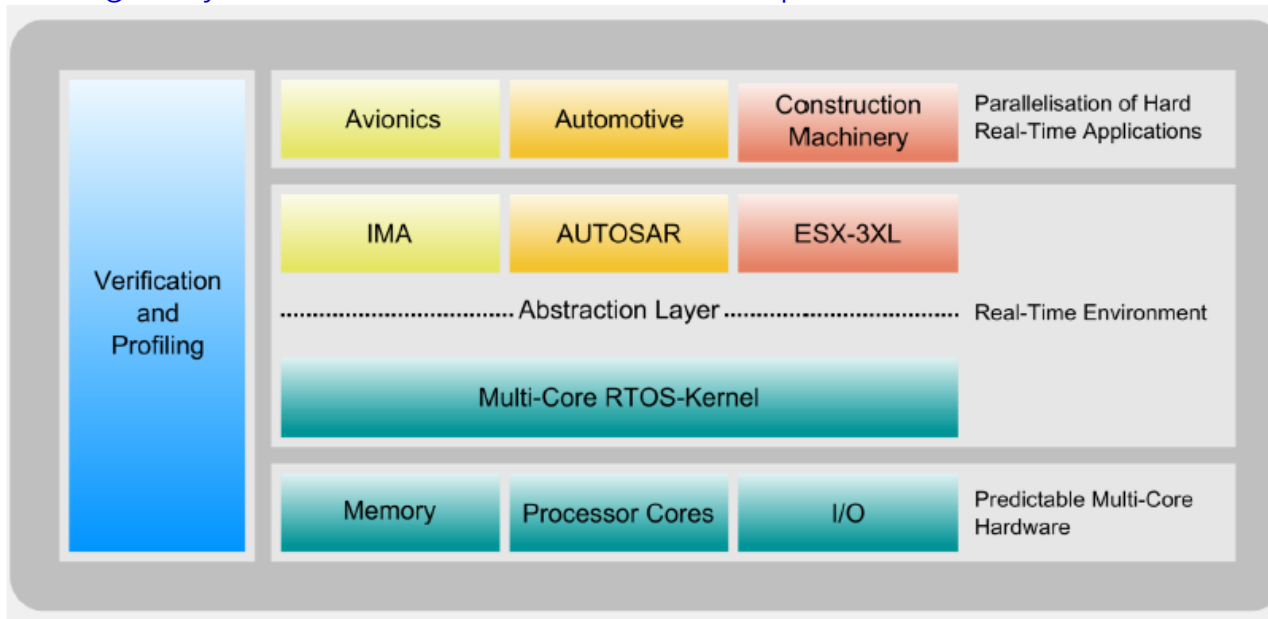 Verification
and
Profiling
Avionics
Automotive
Construction
Machinery
Parallelisation of Hard
Real-Time Applications
IMA
AUTOSAR
ESX-3XL
Abstraction Layer
Real-Time Environment
Multi-Core RTOS-Kernel
Memory
Processor Cores
I/O
Predictable Multi-Core
Hardware